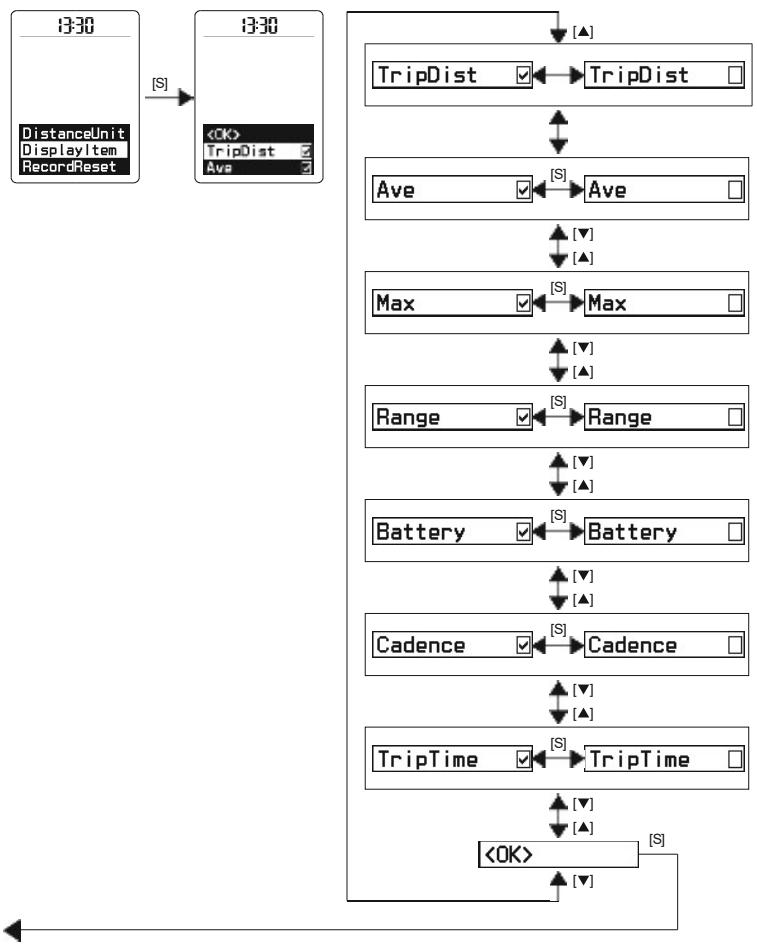 13:30
DistanceUnit
DisplayItem
RecordReset
[S]
13:30
<OK>
TripDist
Ave
[▲]
TripDist TripDist
Ave [S] Ave
[▼]
[▲]
Max [S] Max
[▼]
[▲]
Range [S] Range
[▼]
[▲]
Battery [S] Battery
[▼]
[▲]
Cadence [S] Cadence
[▼]
[▲]
TripTime [S] TripTime
[▼]
[▲]
<OK> [S]
[▼]